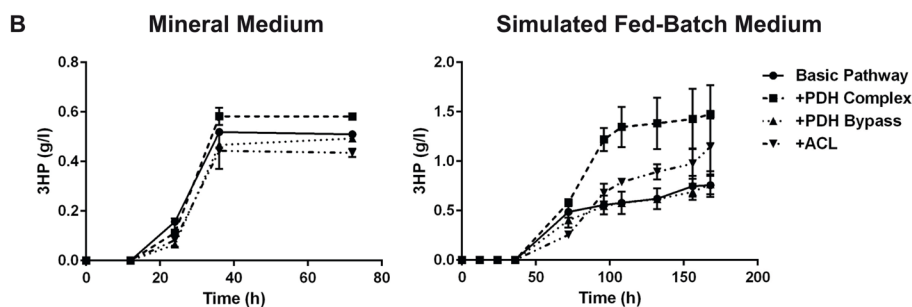 B
Mineral Medium
Simulated Fed-Batch Medium
3HP (g/l)
0.8
0.6
0.4
0.2
0.0
0
20
40
60
80
Time (h)
3HP (g/l)
2.0
1.5
1.0
0.5
0.0
0
50
100
150
200
Time (h)
Basic Pathway
+PDH Complex
+PDH Bypass
+ACL